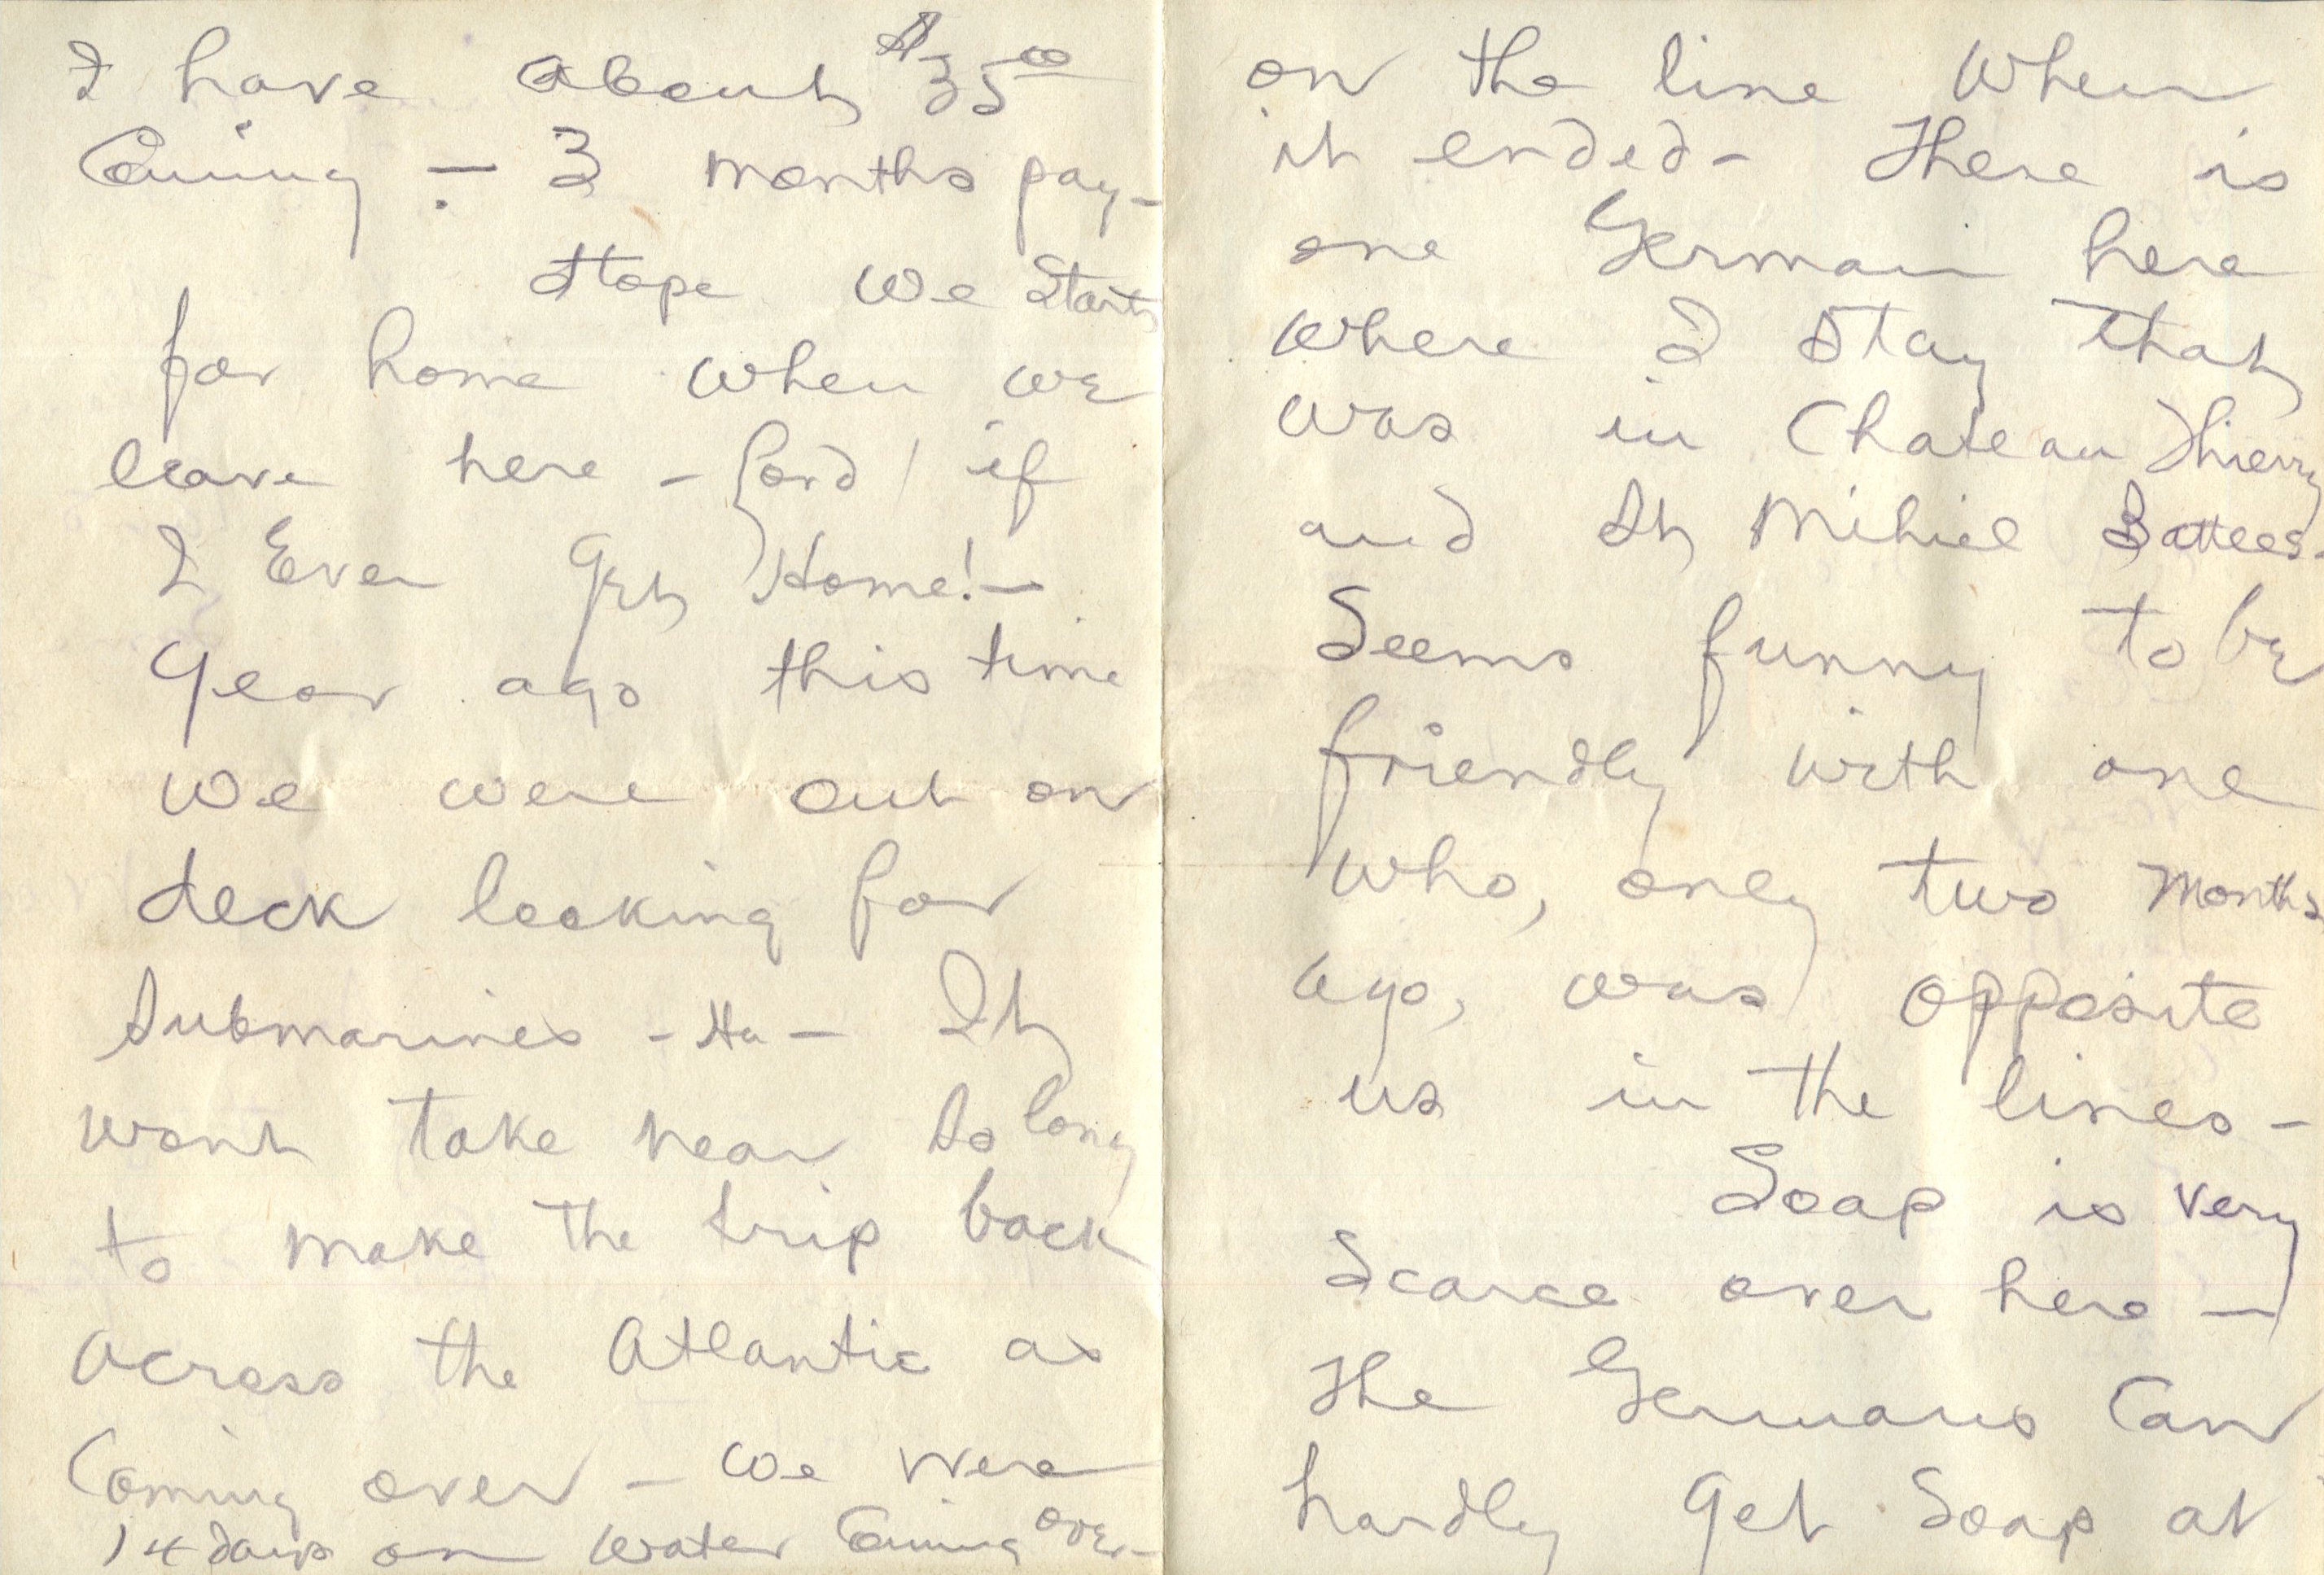 I have about $35.00
Coming - 3 months pay -
Hope we start
for home when we
leave here - Lord! if
I Ever get Home! -
Year ago this time
we were out on
deck looking for
Submarines - Ha - It
wont take near so long
to make the trip back
across the Atlantic as
Coming over - we were
14 days on water Coming over -
on the line when
it ended - There is
one German here
where I stay that
was in Chateau Thierry
and St Mihiel Battles -
Seems funny to be
friendly with one
who, only two months
ago, was opposite
us in the lines -
Soap is very
Scarce over here -
The Germans Can
hardly get Soap at